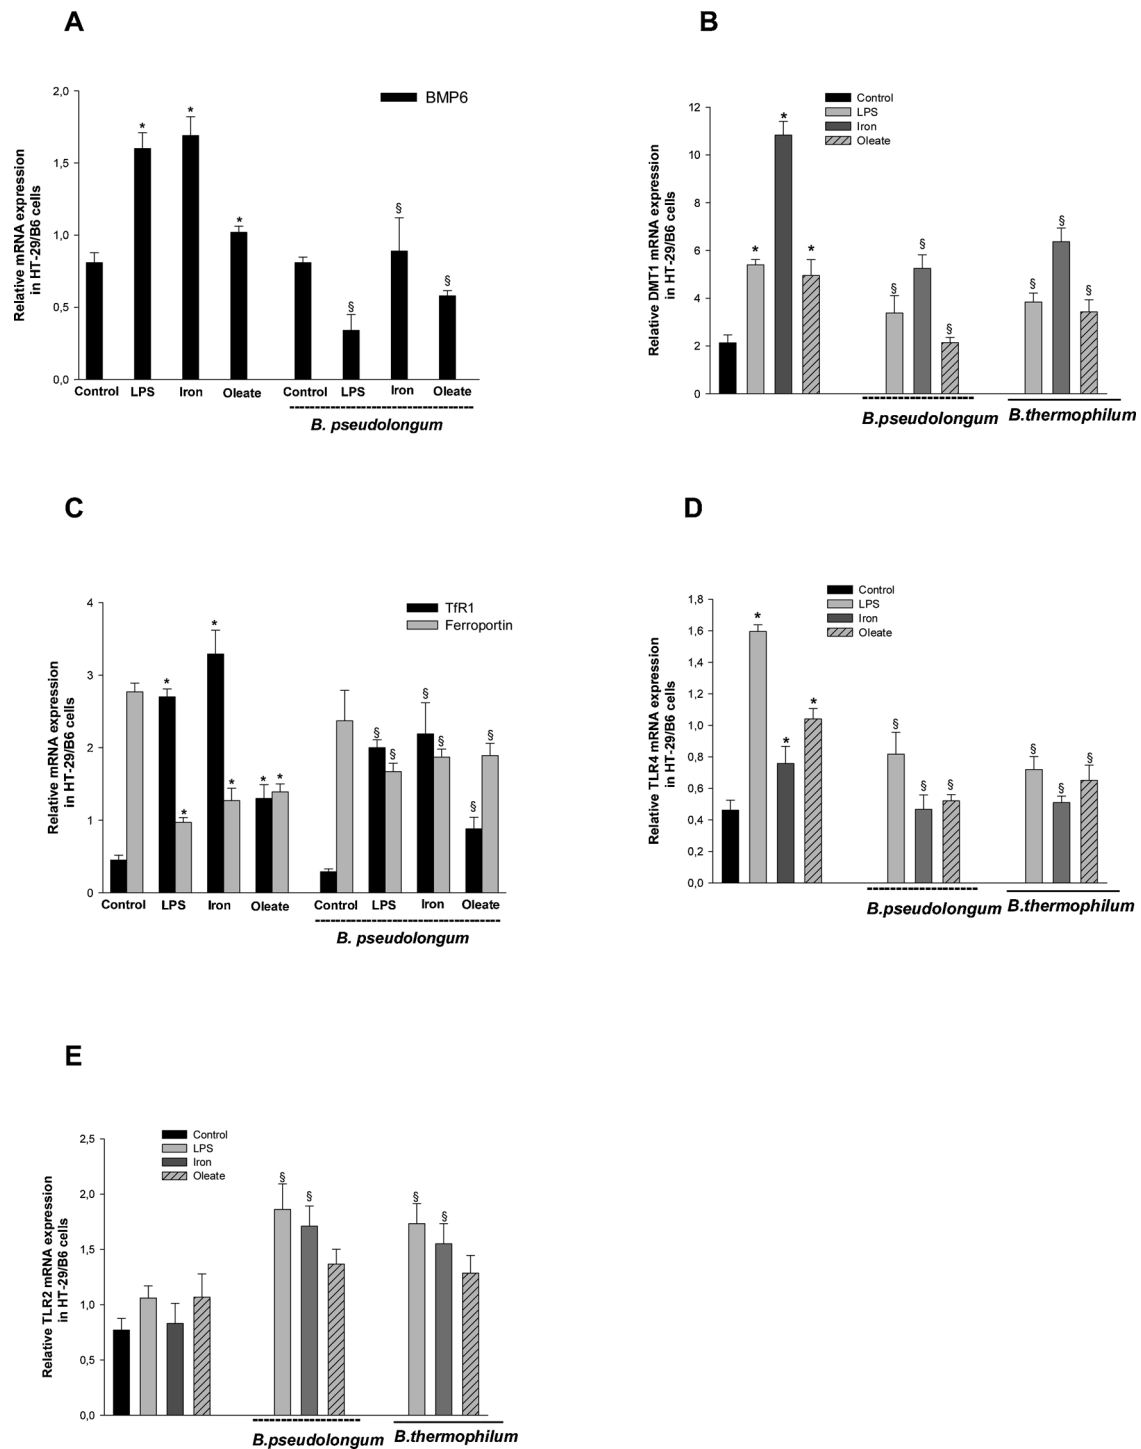 A
Relative mRNA expression
in HT-29/B6 cells
2,0
1,5
1,0
0,5
0,0
BMP6
*
*
*
§
§
§
Control LPS Iron Oleate Control LPS Iron Oleate
B. pseudolongum
B
Relative DMT1 mRNA expression
in HT-29/B6 cells
12
10
8
6
4
2
0
Control
LPS
Iron
Oleate
*
*
*
§
§
§
§
§
§
B.pseudolongum B.thermophilum
C
Relative mRNA expression
in HT-29/B6 cells
4
3
2
1
0
TfR1
Ferroportin
*
*
*
*
*
*
§
§
§
§
§
§
Control LPS Iron Oleate Control LPS Iron Oleate
B. pseudolongum
D
Relative TLR4 mRNA expression
in HT-29/B6 cells
1,8
1,6
1,4
1,2
1,0
0,8
0,6
0,4
0,2
0,0
Control
LPS
Iron
Oleate
*
*
*
§
§
§
§
§
§
B.pseudolongum B.thermophilum
E
Relative TLR2 mRNA expression
in HT-29/B6 cells
2,5
2,0
1,5
1,0
0,5
0,0
Control
LPS
Iron
Oleate
§
§
§
§
B.pseudolongum B.thermophilum